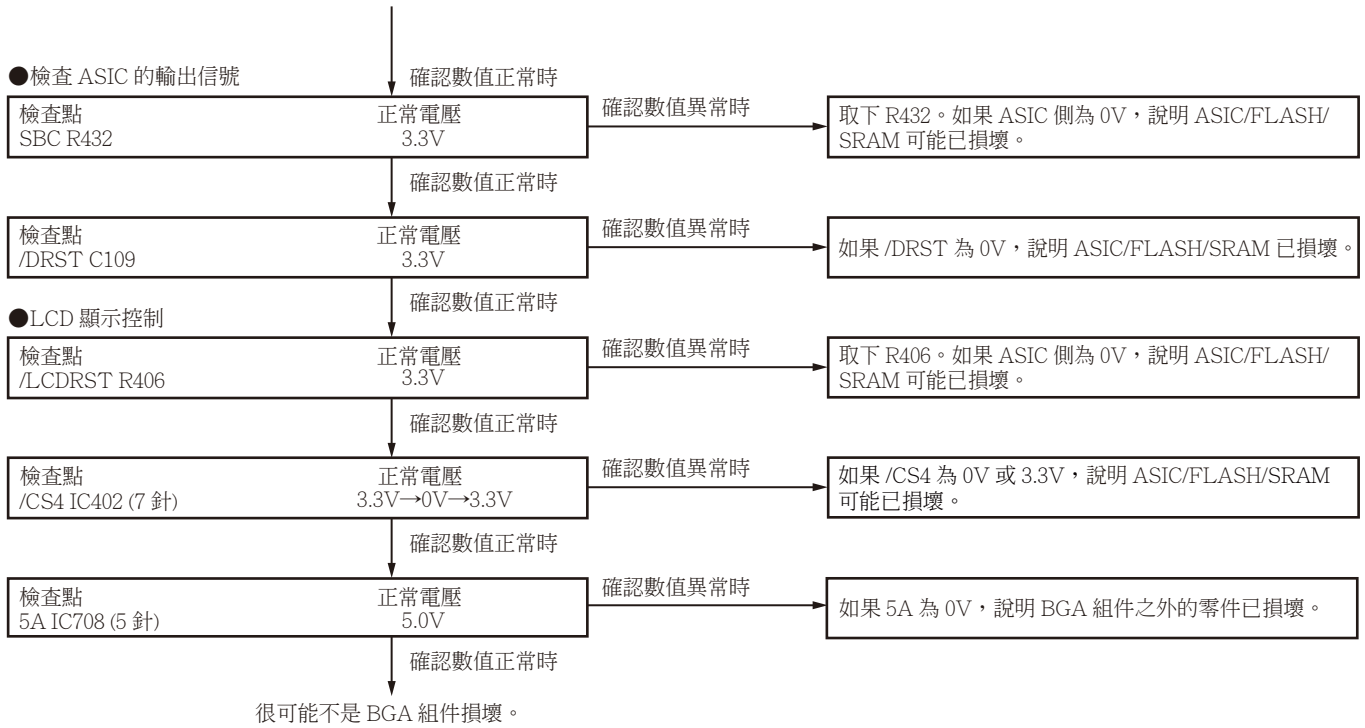 ●檢查 ASIC 的輸出信號
確認數值正常時
檢查點 正常電壓
SBC R432 3.3V
確認數值異常時
取下 R432。如果 ASIC 側為 0V，說明 ASIC/FLASH/
SRAM 可能已損壞。
確認數值正常時
檢查點 正常電壓
/DRST C109 3.3V
確認數值異常時
如果 /DRST 為 0V，說明 ASIC/FLASH/SRAM 已損壞。
確認數值正常時
●LCD 顯示控制
檢查點 正常電壓
/LCDRST R406 3.3V
確認數值異常時
取下 R406。如果 ASIC 側為 0V，說明 ASIC/FLASH/
SRAM 可能已損壞。
確認數值正常時
檢查點 正常電壓
/CS4 IC402 (7 針) 3.3V→0V→3.3V
確認數值異常時
如果 /CS4 為 0V 或 3.3V，說明 ASIC/FLASH/SRAM
可能已損壞。
確認數值正常時
檢查點 正常電壓
5A IC708 (5 針) 5.0V
確認數值異常時
如果 5A 為 0V，說明 BGA 組件之外的零件已損壞。
確認數值正常時
很可能不是 BGA 組件損壞。